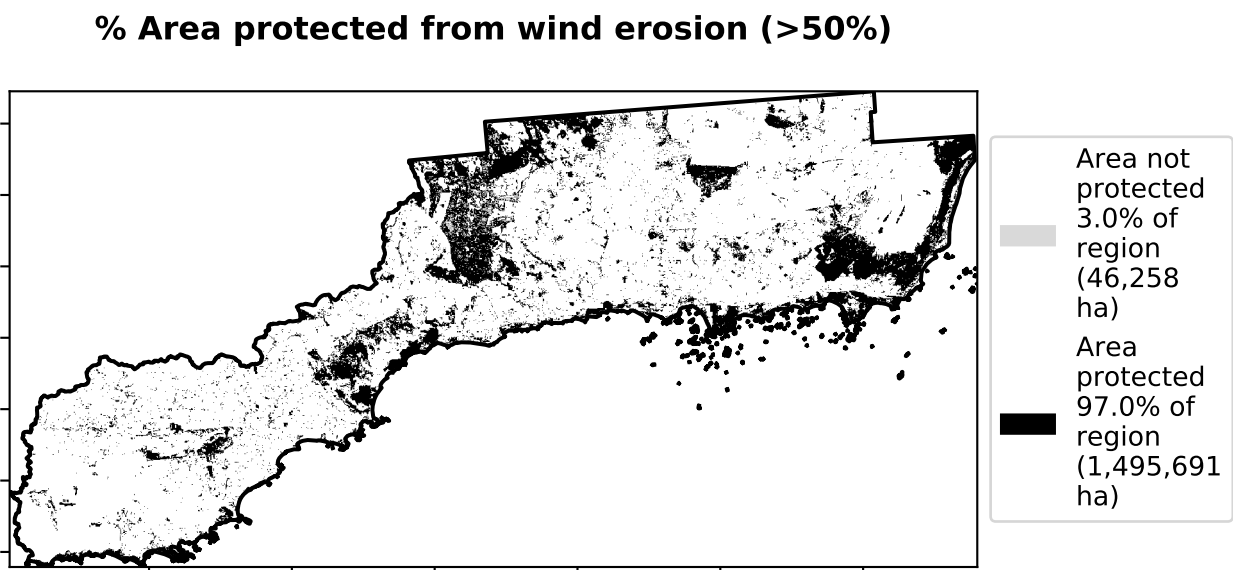 % Area protected from wind erosion (>50%)
Area not
protected
3.0% of
region
(46,258
ha)
Area
protected
97.0% of
region
(1,495,691
ha)